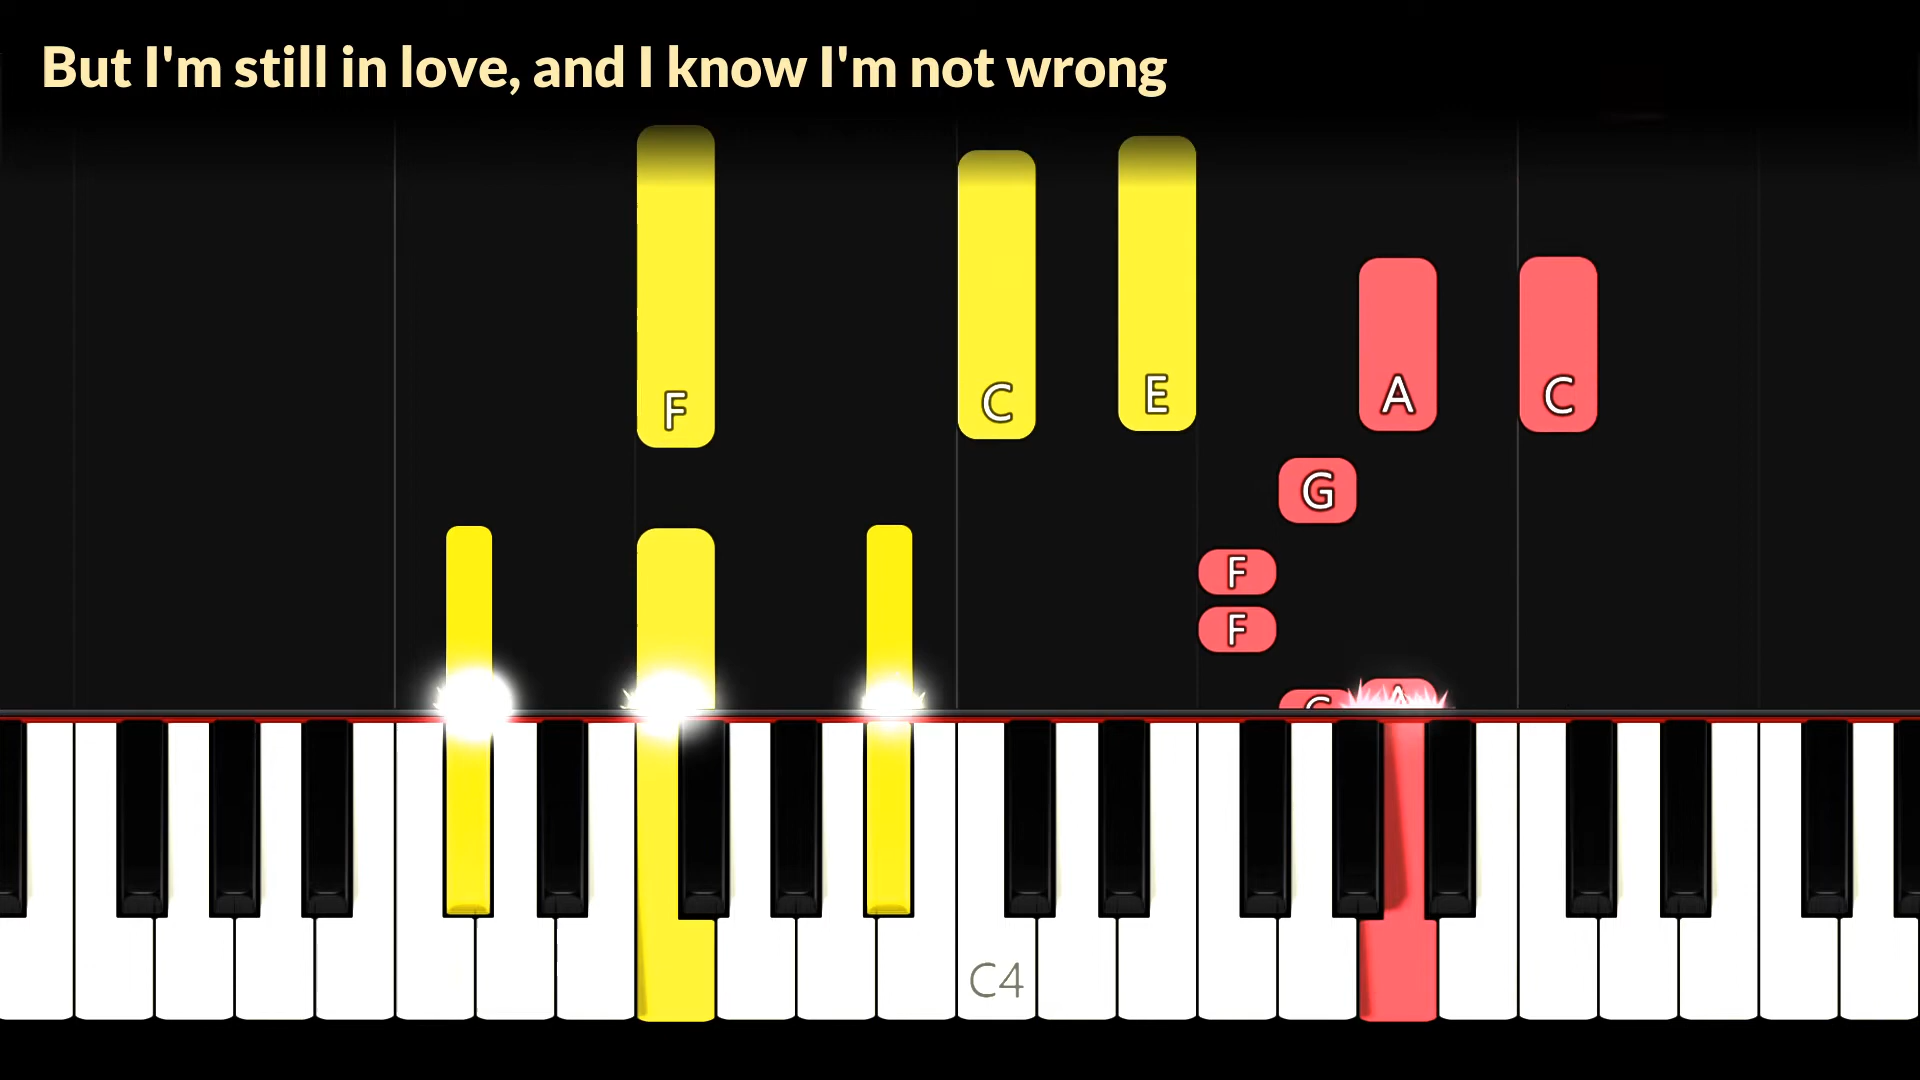 But I'm still in love, and I know I'm not wrong
F C E A C
G
F
F
G A
C4